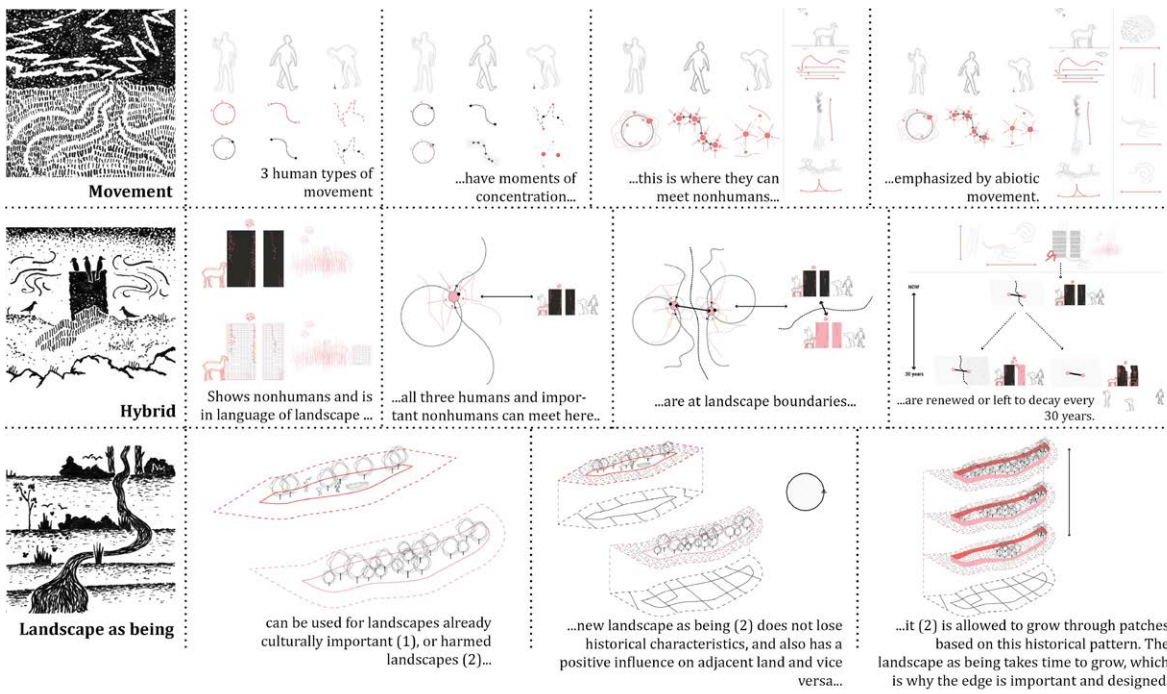 Movement
3 human types of
movement
...have moments of
concentration...
...this is where they can
meet nonhumans...
...emphasized by abiotic
movement.
Hybrid
Shows nonhumans and is
in language of landscape ...
...all three humans and impor-
tant nonhumans can meet here..
...are at landscape boundaries...
NOW
30 years
...are renewed or left to decay every
30 years.
Landscape as being
can be used for landscapes already
culturally important (1), or harmed
landscapes (2)...
...new landscape as being (2) does not lose
historical characteristics, and also has a
positive influence on adjacent land and vice
versa...
...it (2) is allowed to grow through patches
based on this historical pattern. The
landscape as being takes time to grow, which
is why the edge is important and designed.